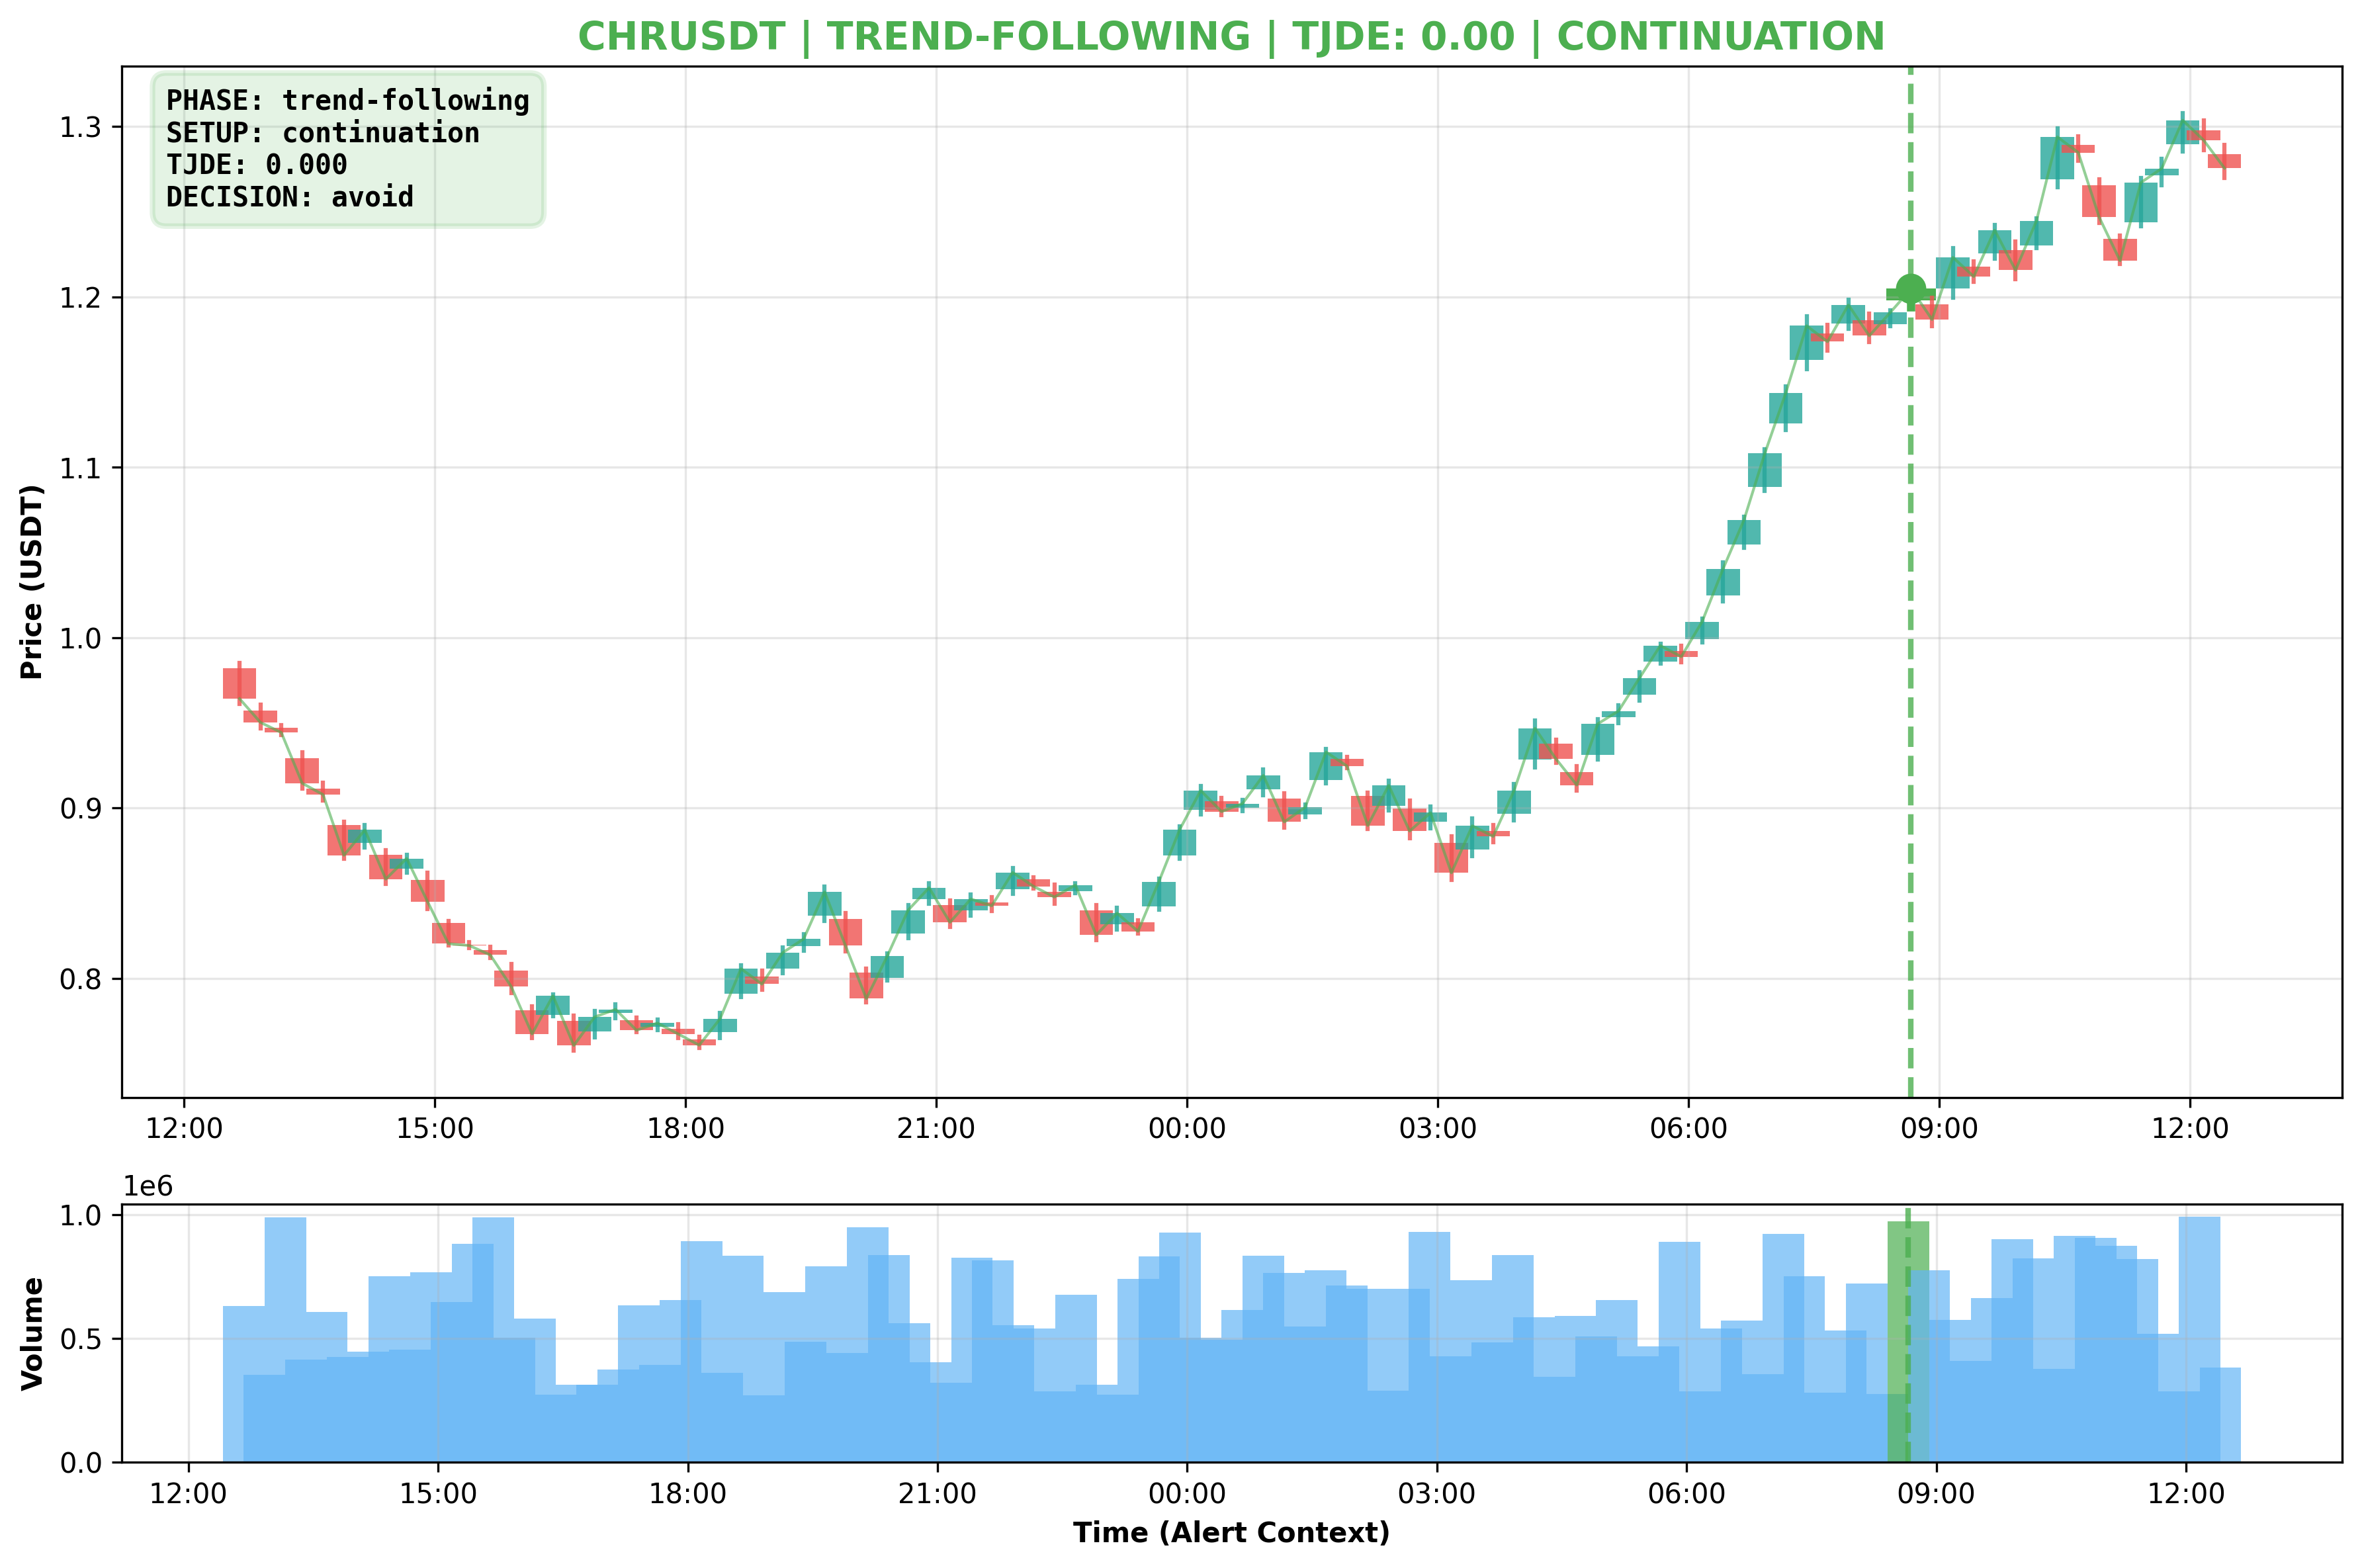 CHRUSDT | TREND-FOLLOWING | TJDE: 0.00 | CONTINUATION
PHASE: trend-following
SETUP: continuation
TJDE: 0.000
DECISION: avoid
Price (USDT)
1.3
1.2
1.1
1.0
0.9
0.8
12:00 15:00 18:00 21:00 00:00 03:00 06:00 09:00 12:00
1e6
Volume
1.0
0.5
0.0
12:00 15:00 18:00 21:00 00:00 03:00 06:00 09:00 12:00
Time (Alert Context)